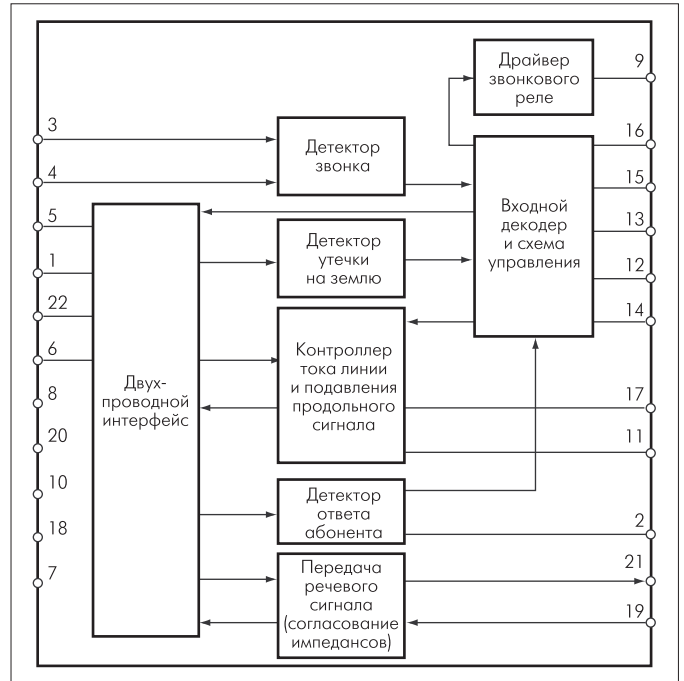 Драйвер
звонкового
реле
9
3
Детектор
звонка
16
4
15
Входной
декодер
и схема
управления
5
Детектор
утечки
на землю
13
1
12
22
14
Контроллер
тока линии
и подавления
продольного
сигнала
6
Двух-
проводной
интерфейс
8
17
20
11
10
Детектор
ответа
абонента
18
2
7
Передача
речевого
сигнала
(согласование
импедансов)
21
19